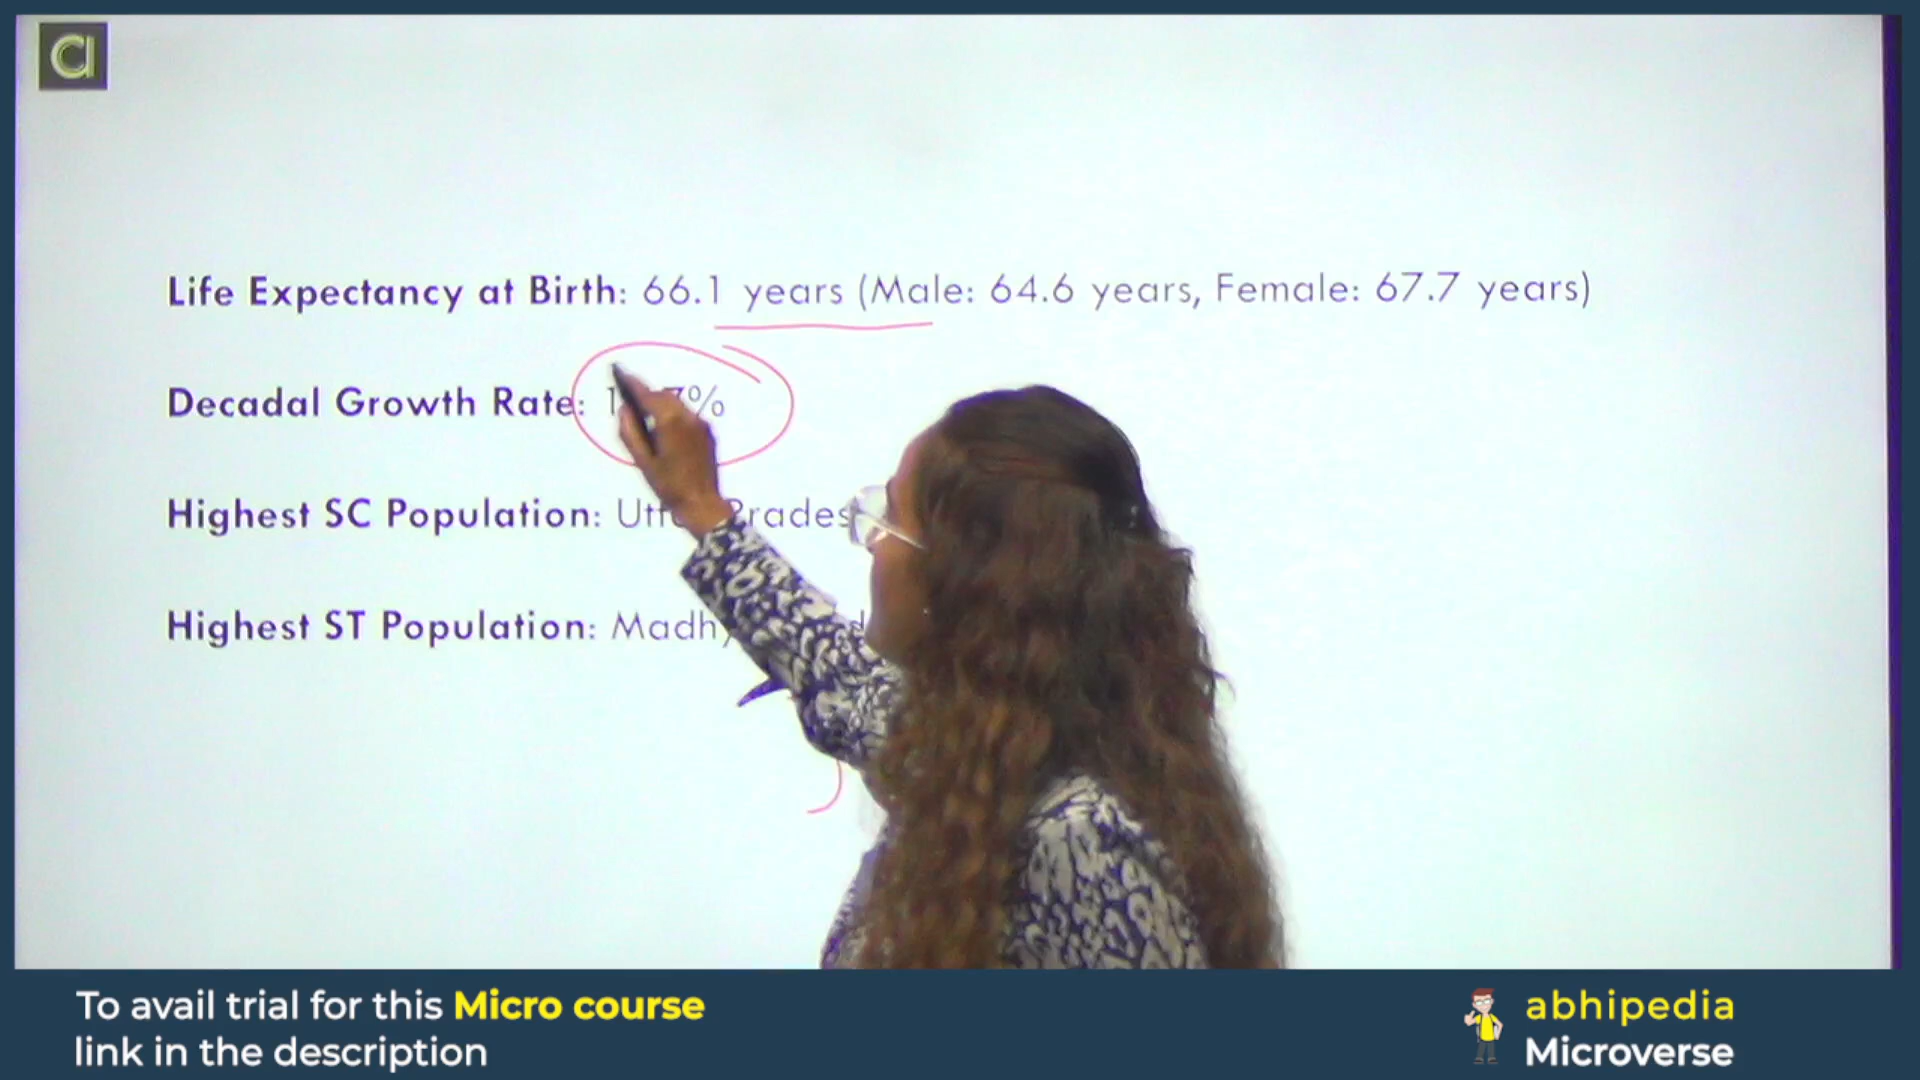 Life Expectancy at Birth: 66.1 years (Male: 64.6 years, Female: 67.7 years)
Decadal Growth Rate:
Highest SC Population:
Highest ST Population:
To avail trial for this Micro course
link in the description
abhipedia
Microverse